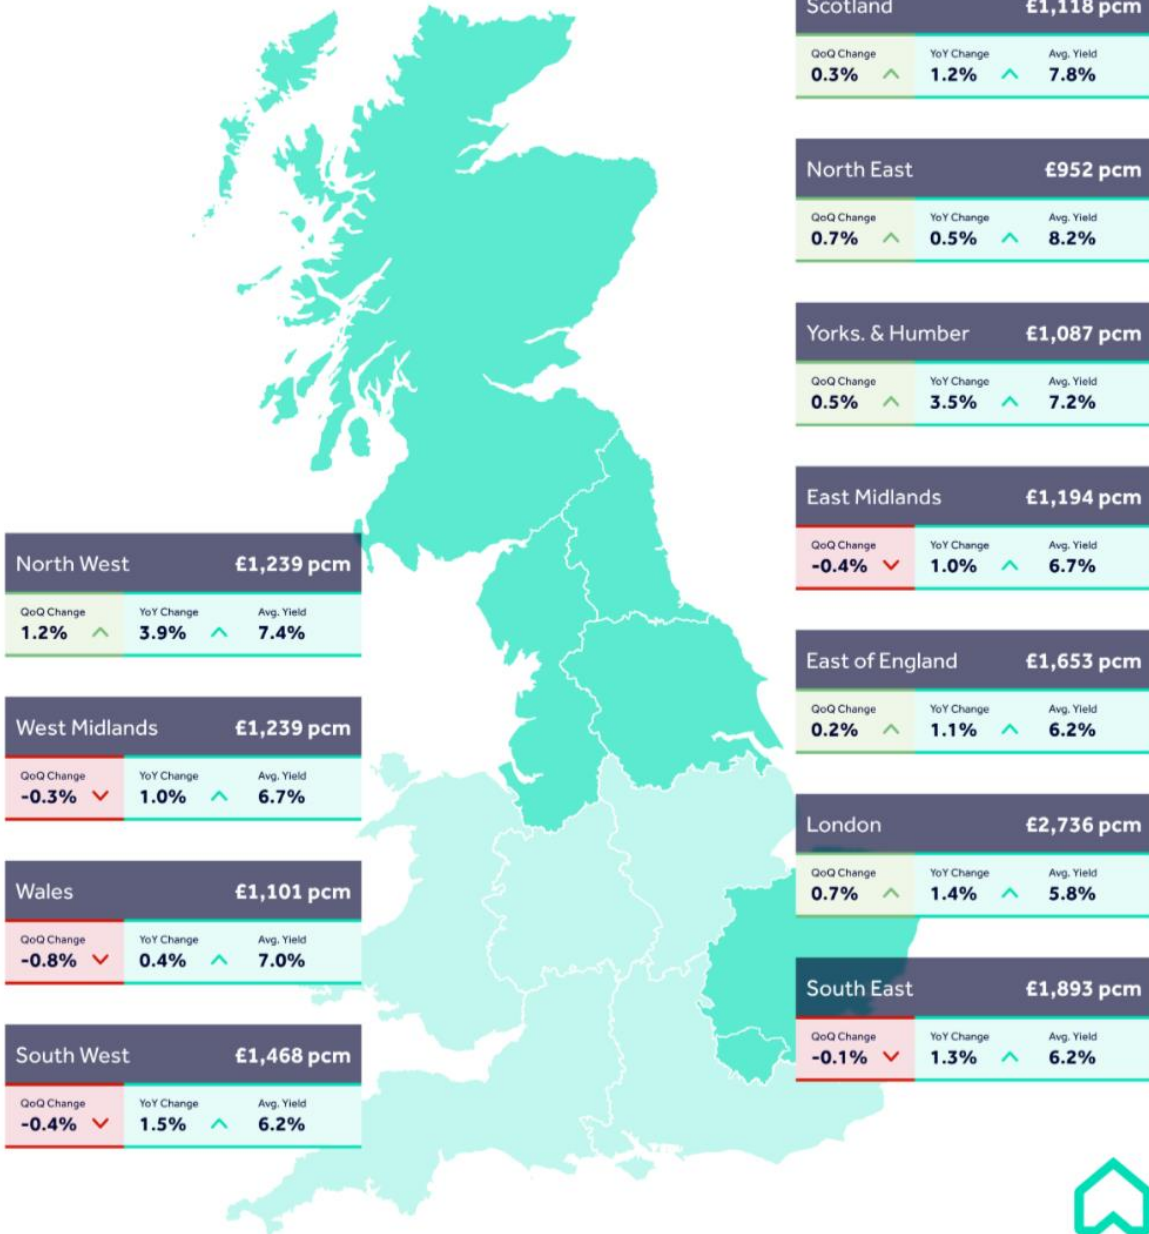 Scotland £1,118 pcm
QoQ Change YoY Change Avg. Yield
0.3% 1.2% 7.8%
North East £952 pcm
QoQ Change YoY Change Avg. Yield
0.7% 0.5% 8.2%
Yorks. & Humber £1,087 pcm
QoQ Change YoY Change Avg. Yield
0.5% 3.5% 7.2%
East Midlands £1,194 pcm
QoQ Change YoY Change Avg. Yield
-0.4% 1.0% 6.7%
East of England £1,653 pcm
QoQ Change YoY Change Avg. Yield
0.2% 1.1% 6.2%
London £2,736 pcm
QoQ Change YoY Change Avg. Yield
0.7% 1.4% 5.8%
South East £1,893 pcm
QoQ Change YoY Change Avg. Yield
-0.1% 1.3% 6.2%
North West £1,239 pcm
QoQ Change YoY Change Avg. Yield
1.2% 3.9% 7.4%
West Midlands £1,239 pcm
QoQ Change YoY Change Avg. Yield
-0.3% 1.0% 6.7%
Wales £1,101 pcm
QoQ Change YoY Change Avg. Yield
-0.8% 0.4% 7.0%
South West £1,468 pcm
QoQ Change YoY Change Avg. Yield
-0.4% 1.5% 6.2%